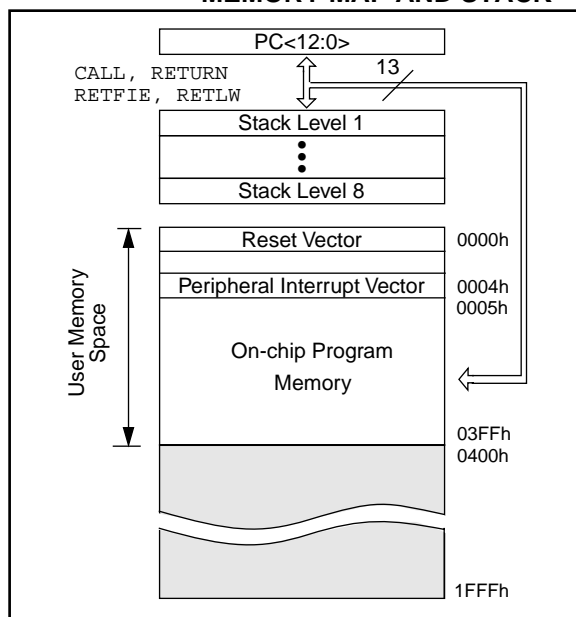 MEMORY MAP AND STACK
PC<12:0>
CALL, RETURN
RETFIE, RETLW
13
Stack Level 1
Stack Level 8
Reset Vector
0000h
Peripheral Interrupt Vector
0004h
0005h
User Memory
Space
On-chip Program
Memory
03FFh
0400h
1FFFh